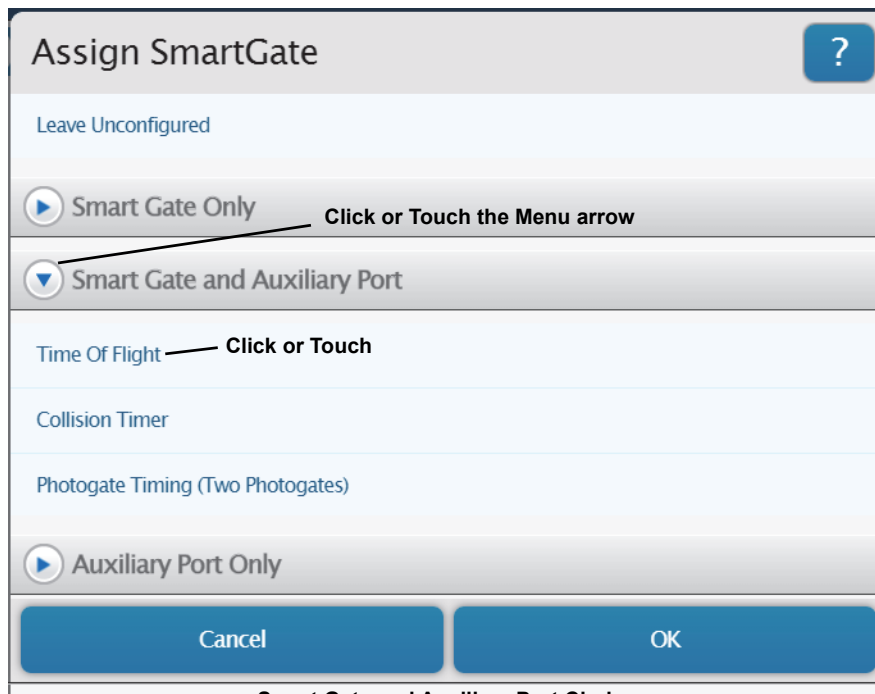 Assign SmartGate
?
Leave Unconfigured
Smart Gate Only
Click or Touch the Menu arrow
Smart Gate and Auxiliary Port
Time Of Flight
Click or Touch
Collision Timer
Photogate Timing (Two Photogates)
Auxiliary Port Only
Cancel
OK